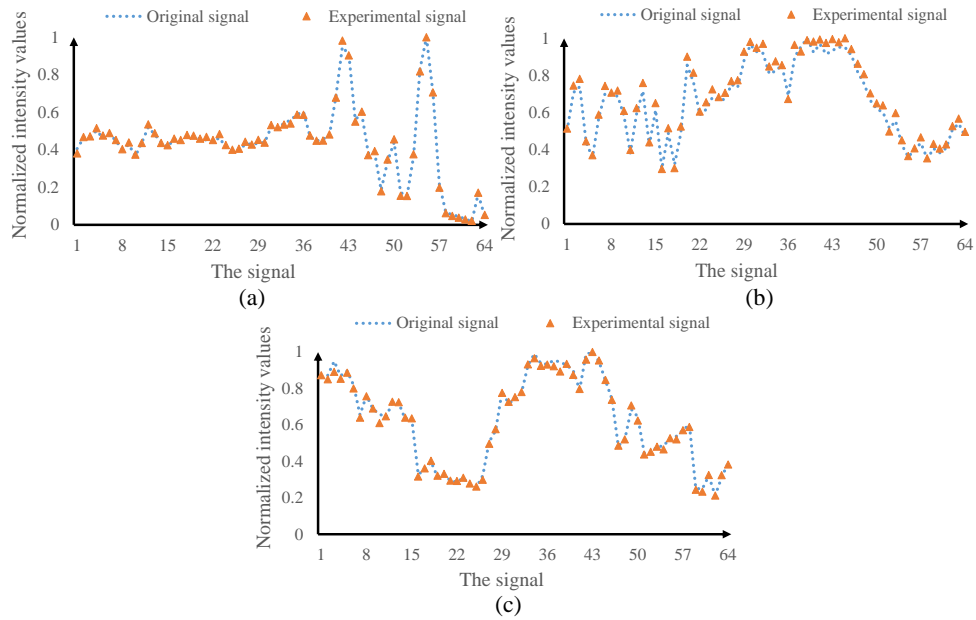 Original signal Experimental signal
Normalized intensity values
1
0.8
0.6
0.4
0.2
0
1 8 15 22 29 36 43 50 57 64
The signal
(a)
Original signal Experimental signal
Normalized intensity values
1
0.8
0.6
0.4
0.2
0
1 8 15 22 29 36 43 50 57 64
The signal
(b)
Original signal Experimental signal
Normalized intensity values
1
0.8
0.6
0.4
0.2
0
1 8 15 22 29 36 43 50 57 64
The signal
(c)